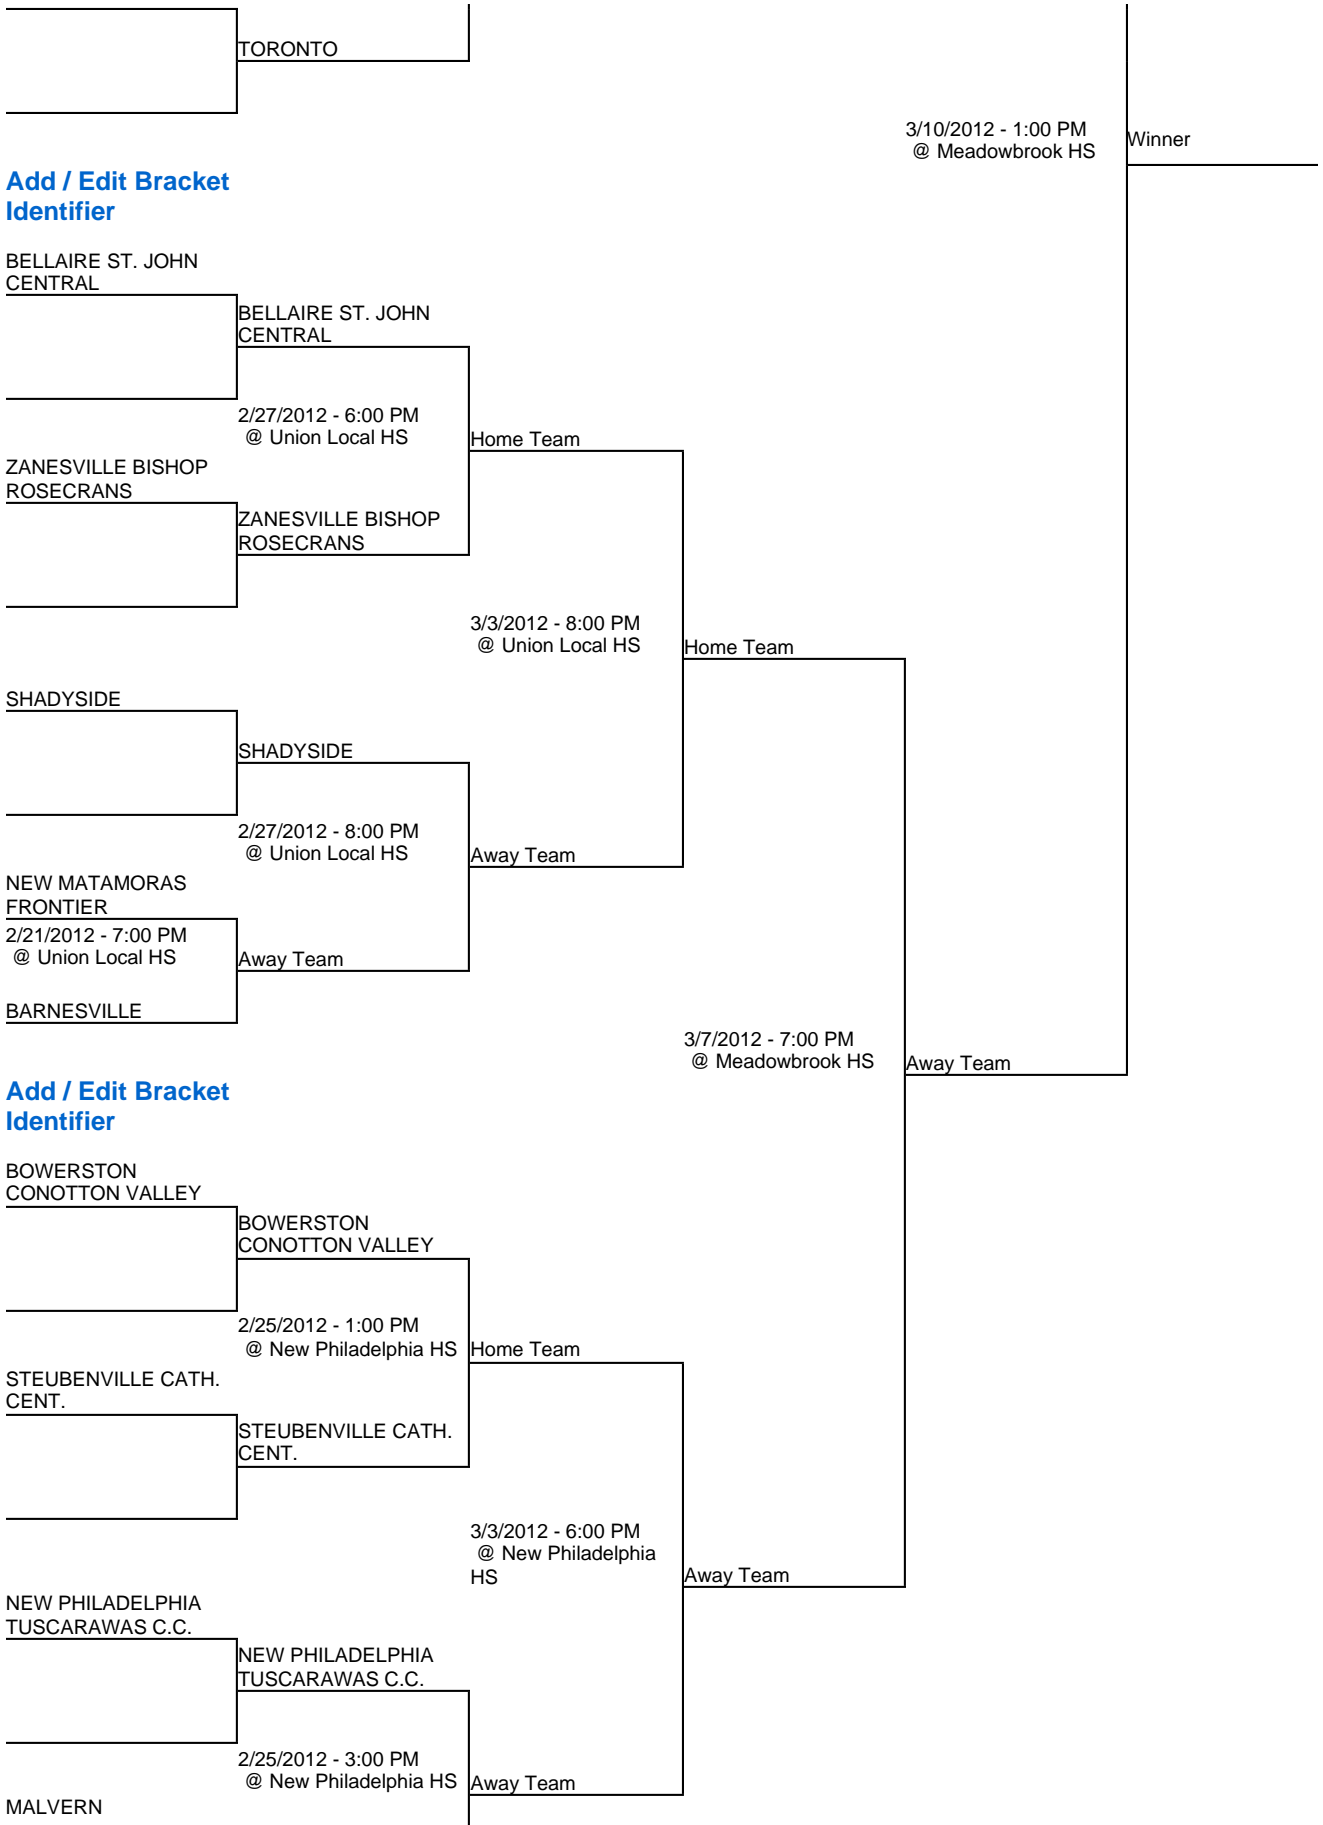 TORONTO
3/10/2012 - 1:00 PM
@ Meadowbrook HS
Winner
Add / Edit Bracket
Identifier
BELLAIRE ST. JOHN
CENTRAL
BELLAIRE ST. JOHN
CENTRAL
2/27/2012 - 6:00 PM
@ Union Local HS
Home Team
ZANESVILLE BISHOP
ROSECRANS
ZANESVILLE BISHOP
ROSECRANS
3/3/2012 - 8:00 PM
@ Union Local HS
Home Team
SHADYSIDE
SHADYSIDE
2/27/2012 - 8:00 PM
@ Union Local HS
Away Team
NEW MATAMORAS
FRONTIER
2/21/2012 - 7:00 PM
@ Union Local HS
Away Team
BARNESVILLE
3/7/2012 - 7:00 PM
@ Meadowbrook HS
Away Team
Add / Edit Bracket
Identifier
BOWERSTON
CONOTTON VALLEY
BOWERSTON
CONOTTON VALLEY
2/25/2012 - 1:00 PM
@ New Philadelphia HS
Home Team
STEUBENVILLE CATH.
CENT.
STEUBENVILLE CATH.
CENT.
3/3/2012 - 6:00 PM
@ New Philadelphia
HS
Away Team
NEW PHILADELPHIA
TUSCARAWAS C.C.
NEW PHILADELPHIA
TUSCARAWAS C.C.
2/25/2012 - 3:00 PM
@ New Philadelphia HS
Away Team
MALVERN